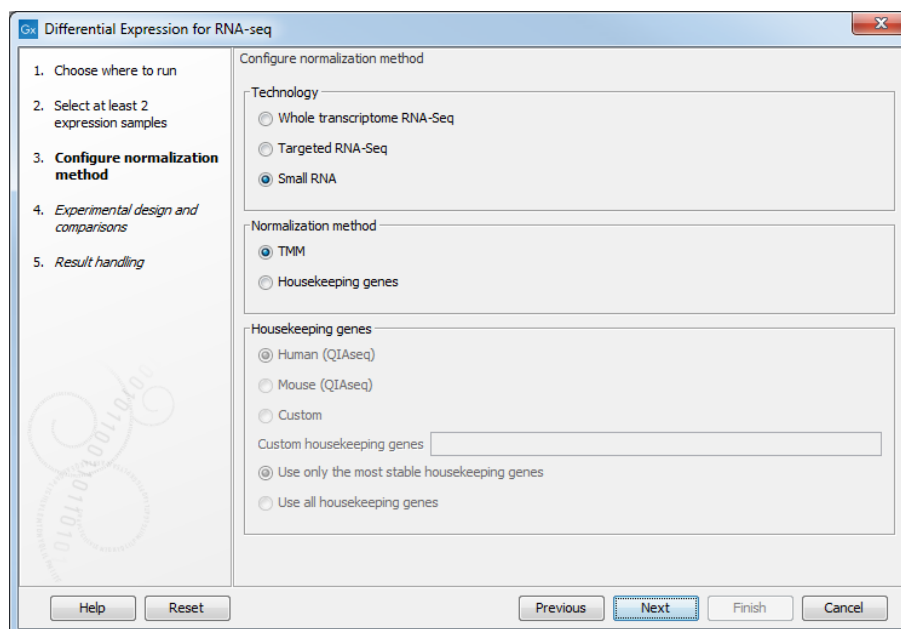 Gx Differential Expression for RNA-seq
1. Choose where to run
2. Select at least 2
expression samples
3. Configure normalization
method
4. Experimental design and
comparisons
5. Result handling
Configure normalization method
Technology
Whole transcriptome RNA-Seq
Targeted RNA-Seq
Small RNA
Normalization method
TMM
Housekeeping genes
Housekeeping genes
Human (QIAseq)
Mouse (QIAseq)
Custom
Custom housekeeping genes
Use only the most stable housekeeping genes
Use all housekeeping genes
Help
Reset
Previous
Next
Finish
Cancel